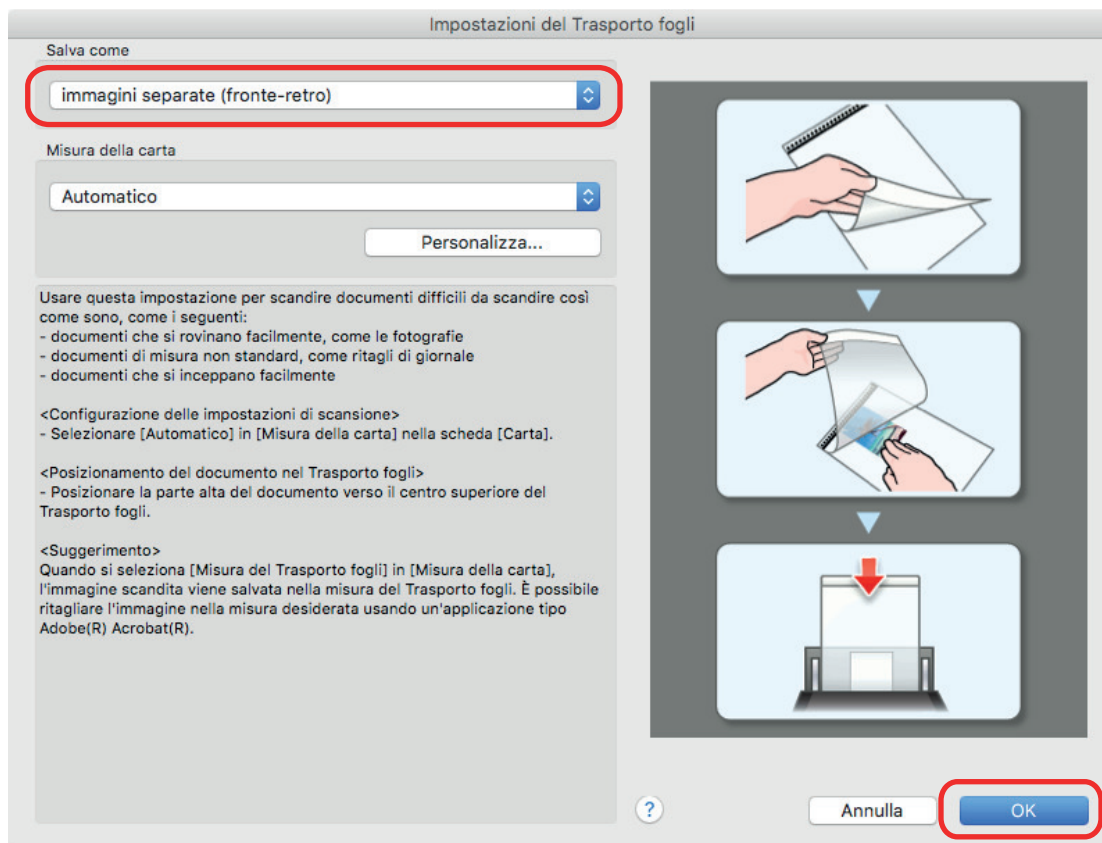 Impostazioni del Trasporto fogli
Salva come
immagini separate (fronte-retro)
Misura della carta
Automatico
Personalizza...
Usare questa impostazione per scandire documenti difficili da scandire così
come sono, come i seguenti:
- documenti che si rovinano facilmente, come le fotografie
- documenti di misura non standard, come ritagli di giornale
- documenti che si inceppano facilmente
<Configurazione delle impostazioni di scansione>
- Selezionare [Automatico] in [Misura della carta] nella scheda [Carta].
<Posizionamento del documento nel Trasporto fogli>
- Posizionare la parte alta del documento verso il centro superiore del
Trasporto fogli.
<Suggerimento>
Quando si seleziona [Misura del Trasporto fogli] in [Misura della carta],
l'immagine scandita viene salvata nella misura del Trasporto fogli. È possibile
ritagliare l'immagine nella misura desiderata usando un'applicazione tipo
Adobe(R) Acrobat(R).
?
Annulla
OK